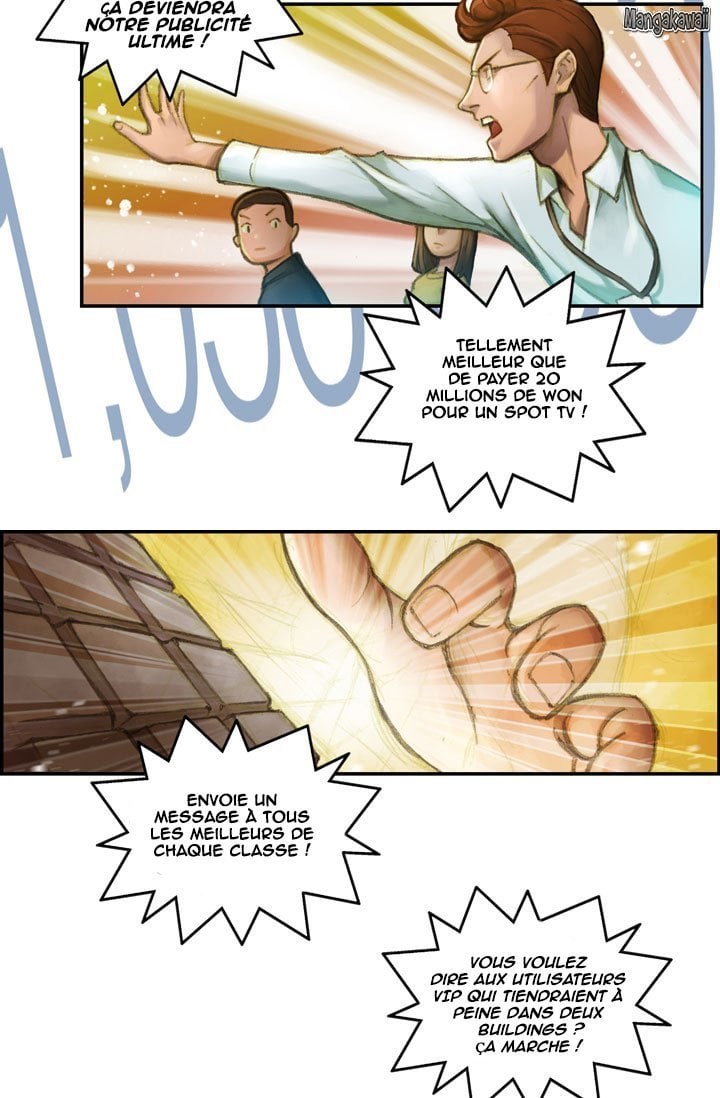 ÇA DEVIENDRA
NOTRE PUBLICITÉ
ULTIME !
Mangakawaii
TELLEMENT
MEILLEUR QUE
DE PAYER 20
MILLIONS DE WON
POUR UN SPOT TV !
ENVOIE UN
MESSAGE À TOUS
LES MEILLEURS DE
CHAQUE CLASSE !
VOUS VOULEZ
DIRE AUX UTILISATEURS
VIP QUI TIENDRAIENT À
PEINE DANS DEUX
BUILDINGS ?
ÇA MARCHE !